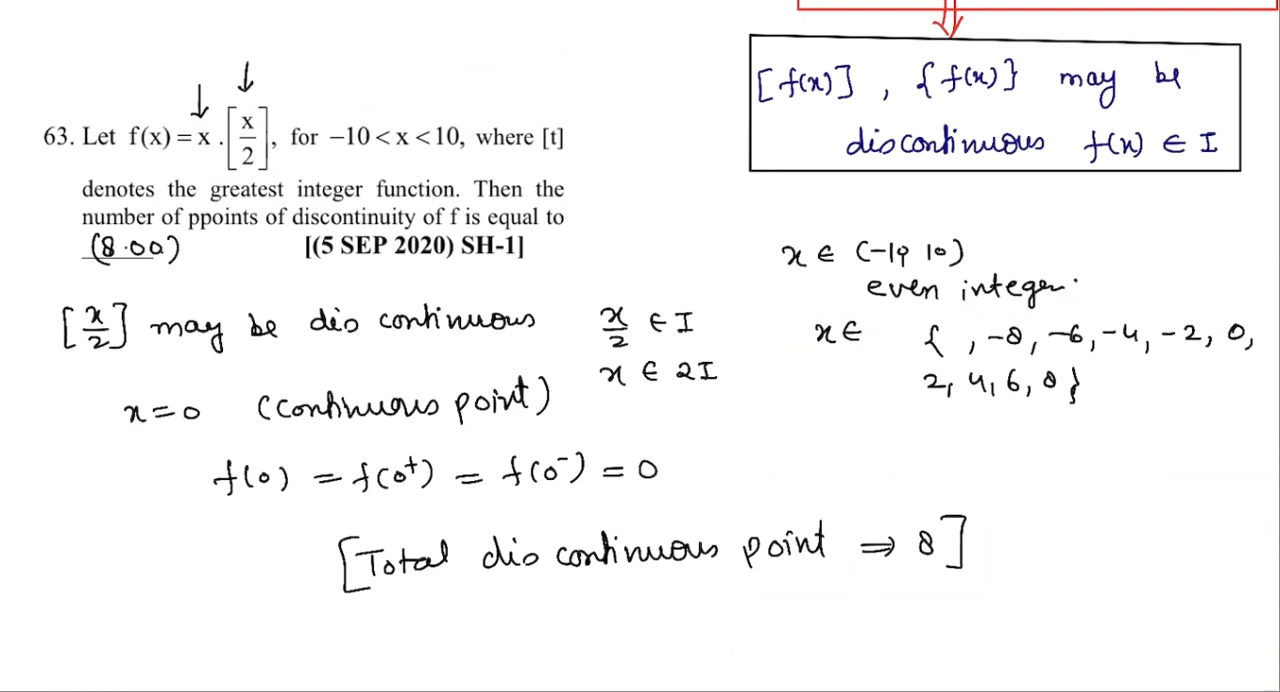 [f(x)] , {f(x)} may be
discontinuous f(x) ∈ I
63. Let f(x) = x . [x/2], for −10 < x < 10, where [t]
denotes the greatest integer function. Then the
number of ppoints of discontinuity of f is equal to
(8.00) [(5 SEP 2020) SH-1]
x ∈ (-10, 10)
even integer.
[x/2] may be dis continuous x/2 ∈ I
x ∈ 2I
x ∈ { , -8, -6, -4, -2, 0,
2, 4, 6, 8}
x = 0 (continuous point)
f(0) = f(0⁺) = f(0⁻) = 0
[Total dis continuous point ⇒ 8]